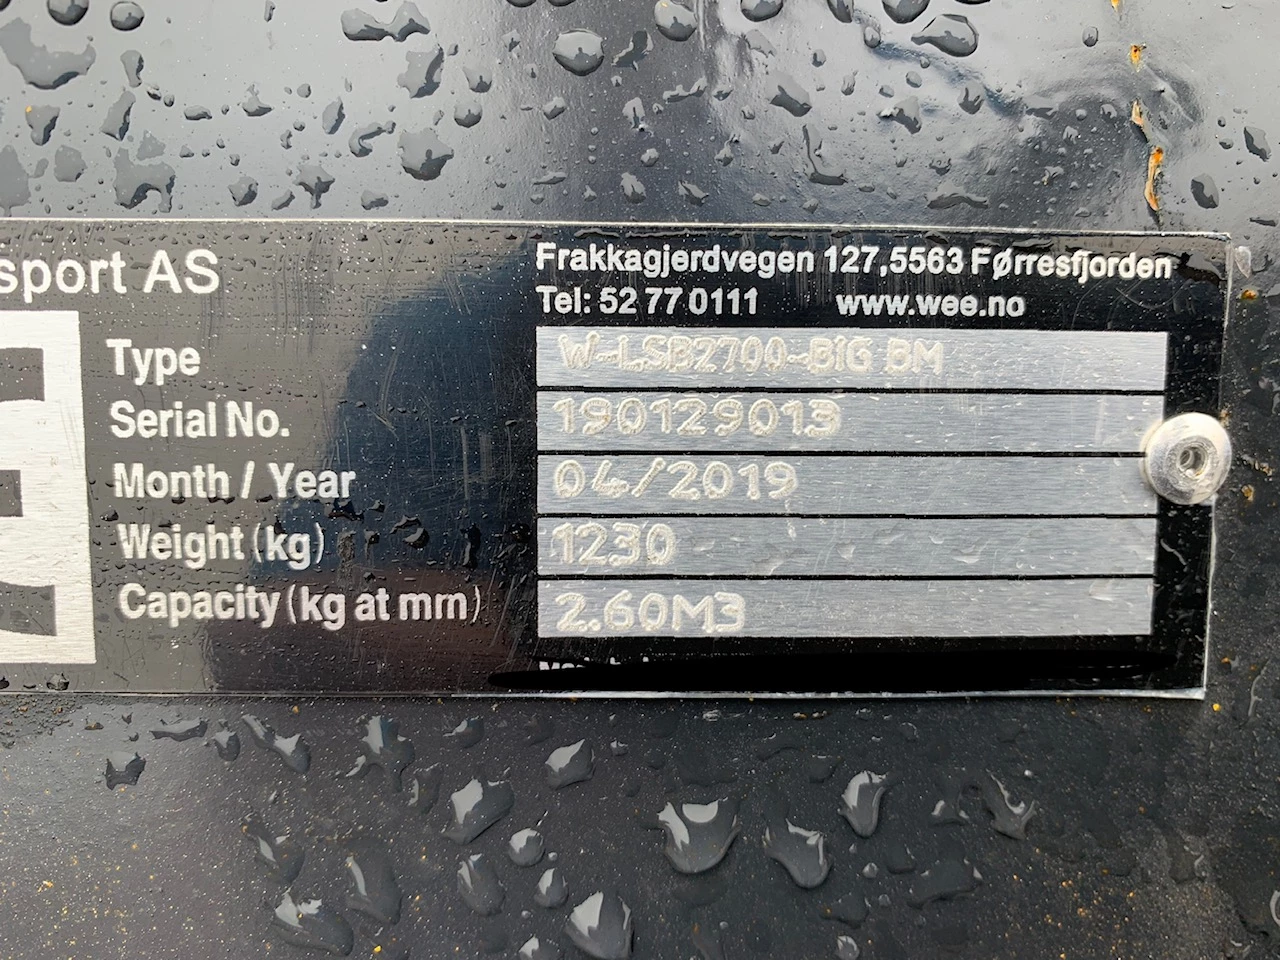 sport AS
Frakkagjerdvegen 127,5563 Førresfjorden
Tel: 52 77 0111 www.wee.no
Type W-LSB2700-BIG BM
Serial No. 190129013
Month / Year 04/2019
Weight (kg) 1230
Capacity (kg at mm) 2.60M3